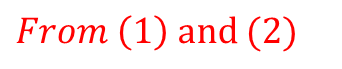 From (1) and (2)